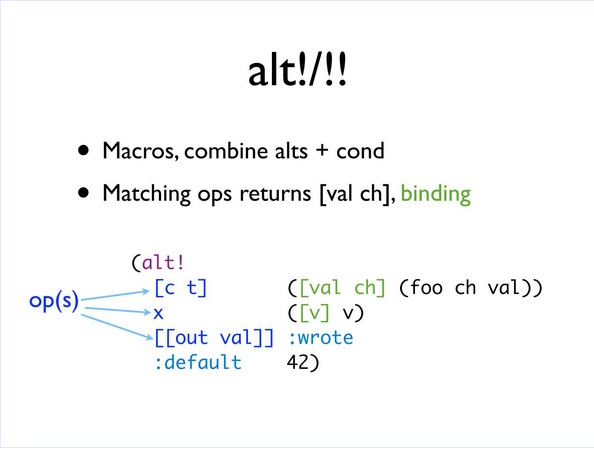 alt!/!!
• Macros, combine alts + cond
• Matching ops returns [val ch], binding
(alt!
op(s)
[c t] ([val ch] (foo ch val))
x ([v] v)
[[out val]] :wrote
:default 42)